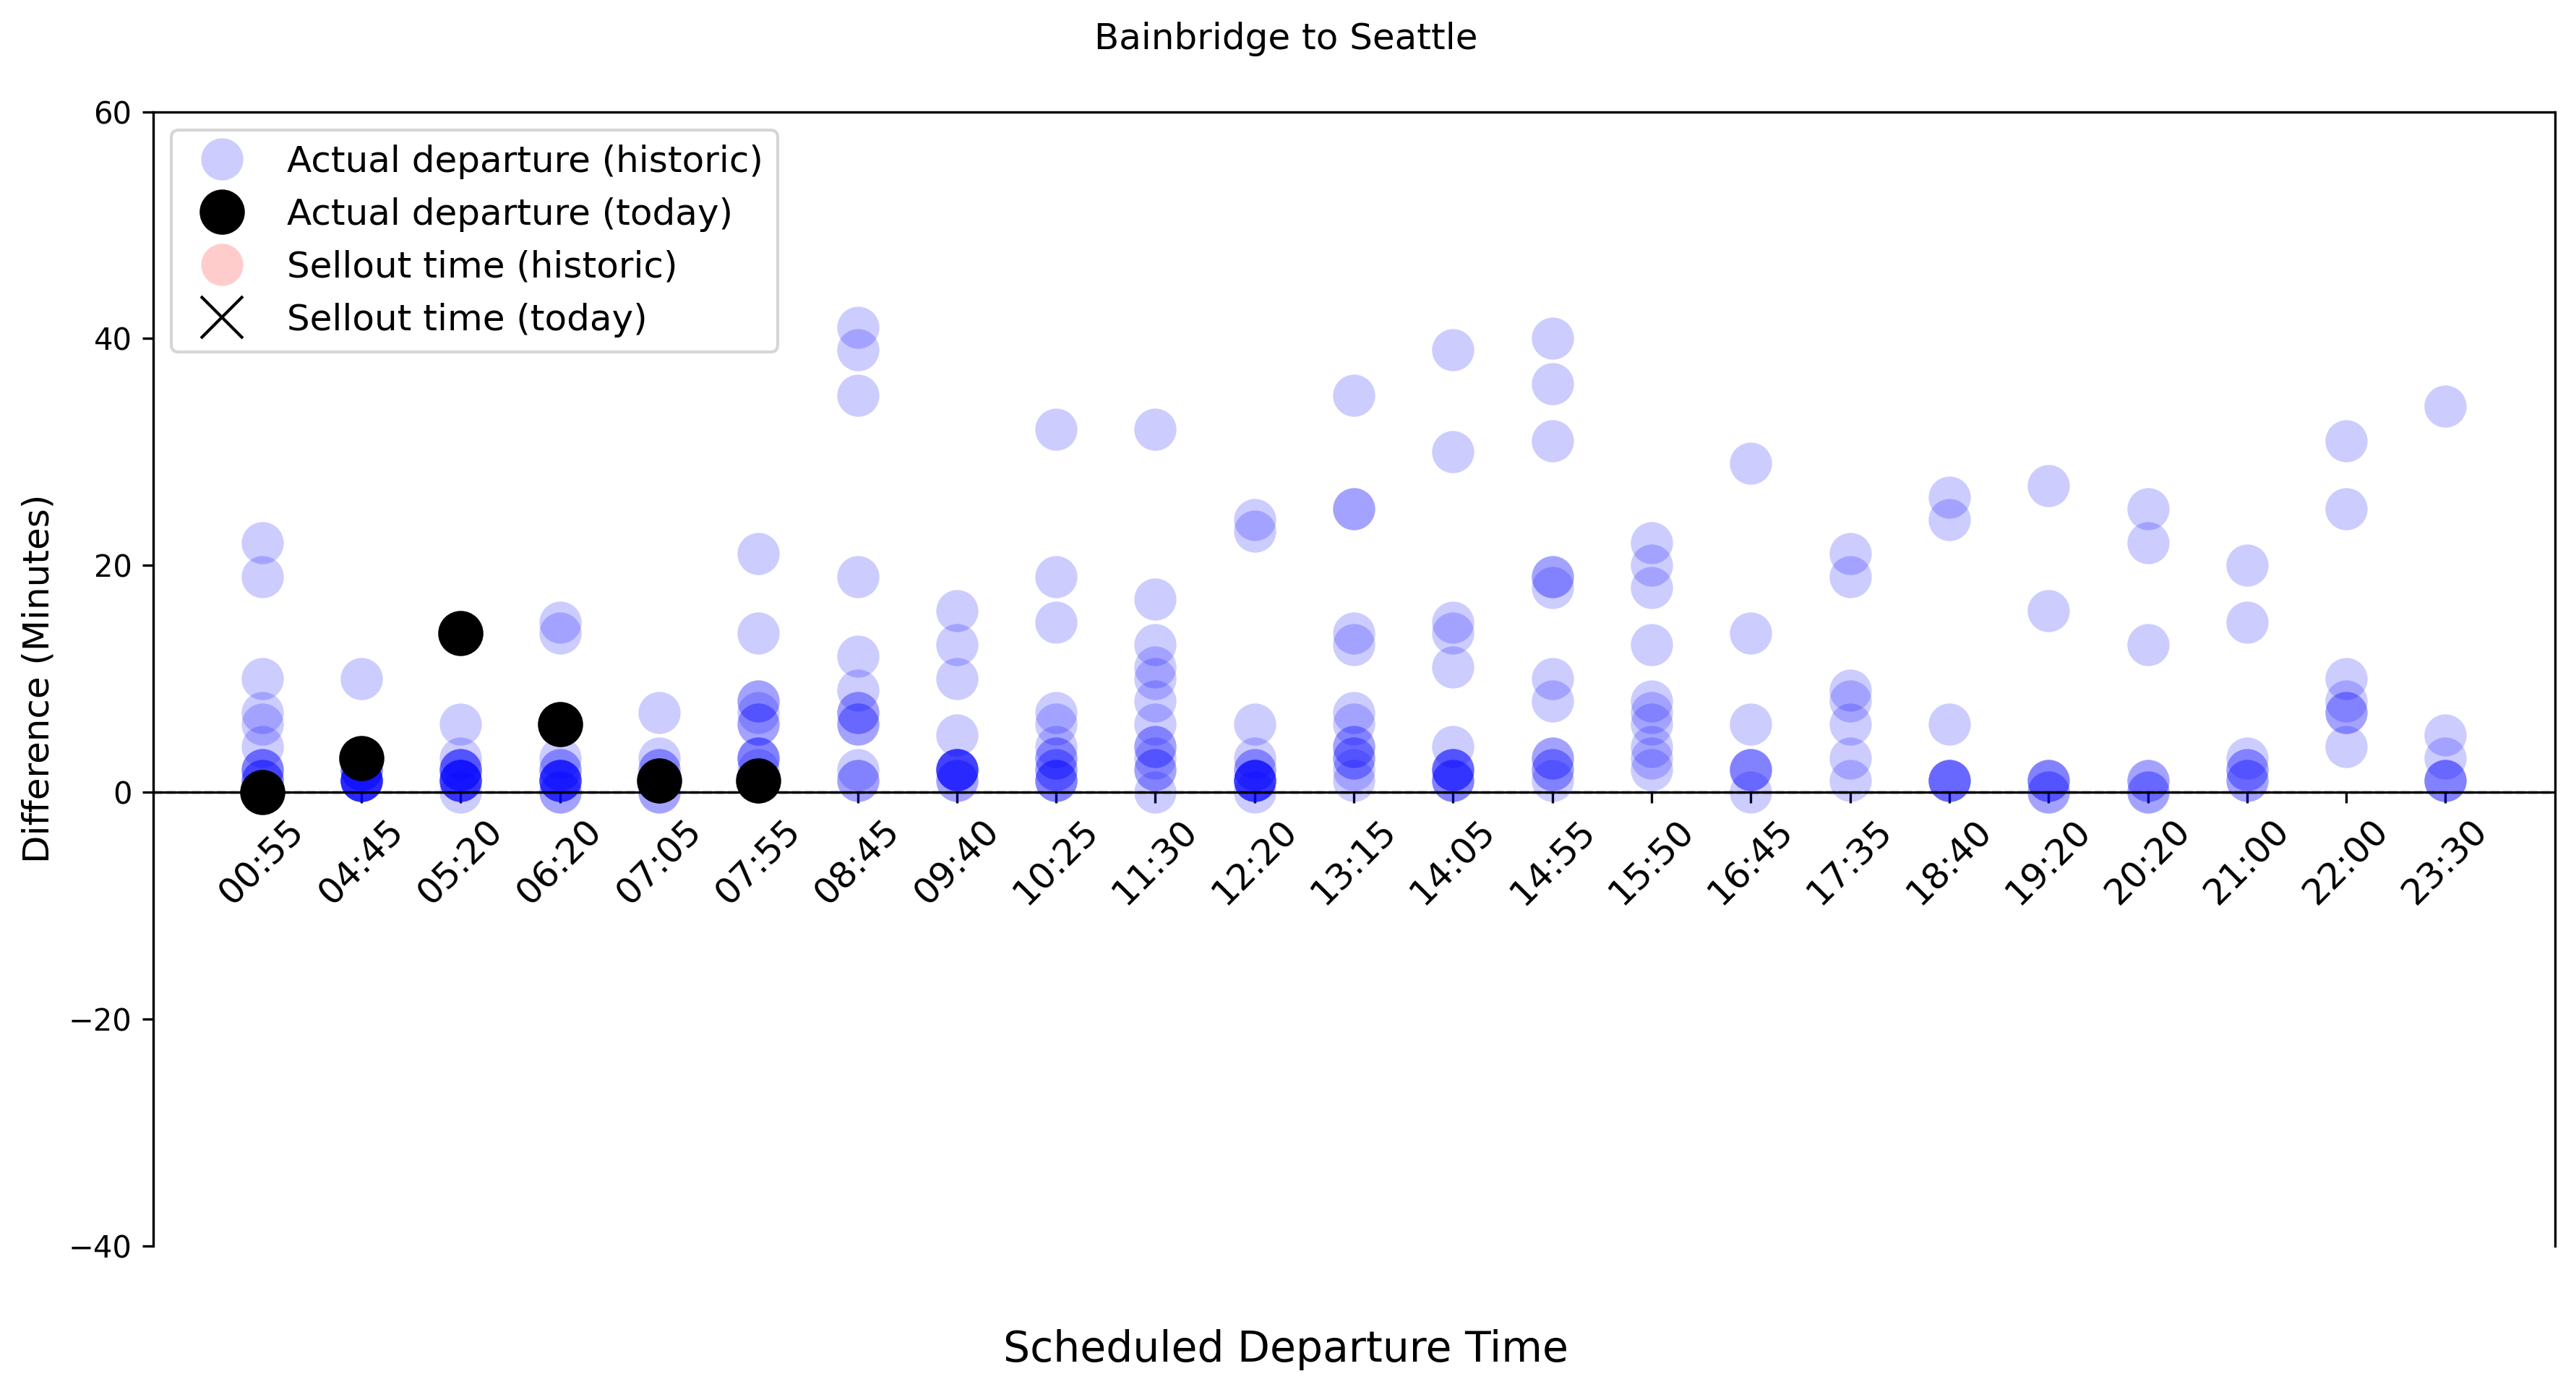 Bainbridge to Seattle
60
40
20
0
−20
−40
Difference (Minutes)
Actual departure (historic)
Actual departure (today)
Sellout time (historic)
Sellout time (today)
00:55 04:45 05:20 06:20 07:05 07:55 08:45 09:40 10:25 11:30 12:20 13:15 14:05 14:55 15:50 16:45 17:35 18:40 19:20 20:20 21:00 22:00 23:30
Scheduled Departure Time